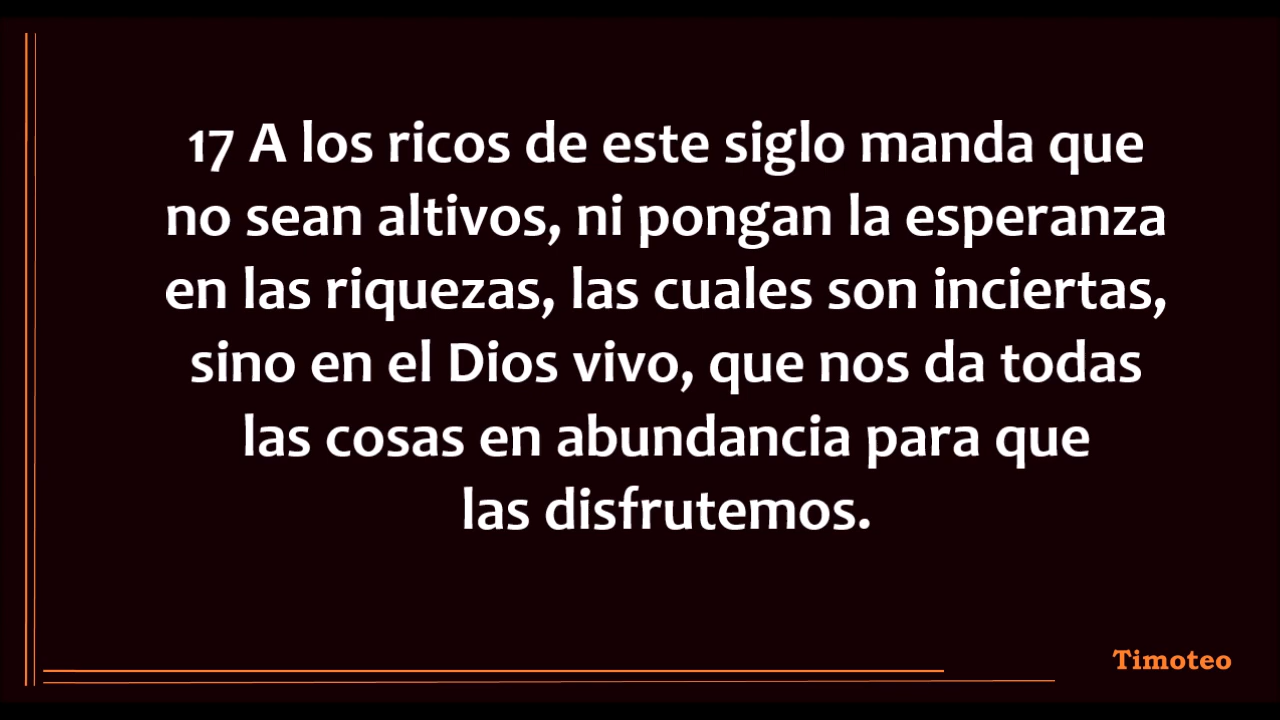 17 A los ricos de este siglo manda que
no sean altivos, ni pongan la esperanza
en las riquezas, las cuales son inciertas,
sino en el Dios vivo, que nos da todas
las cosas en abundancia para que
las disfrutemos.
Timoteo